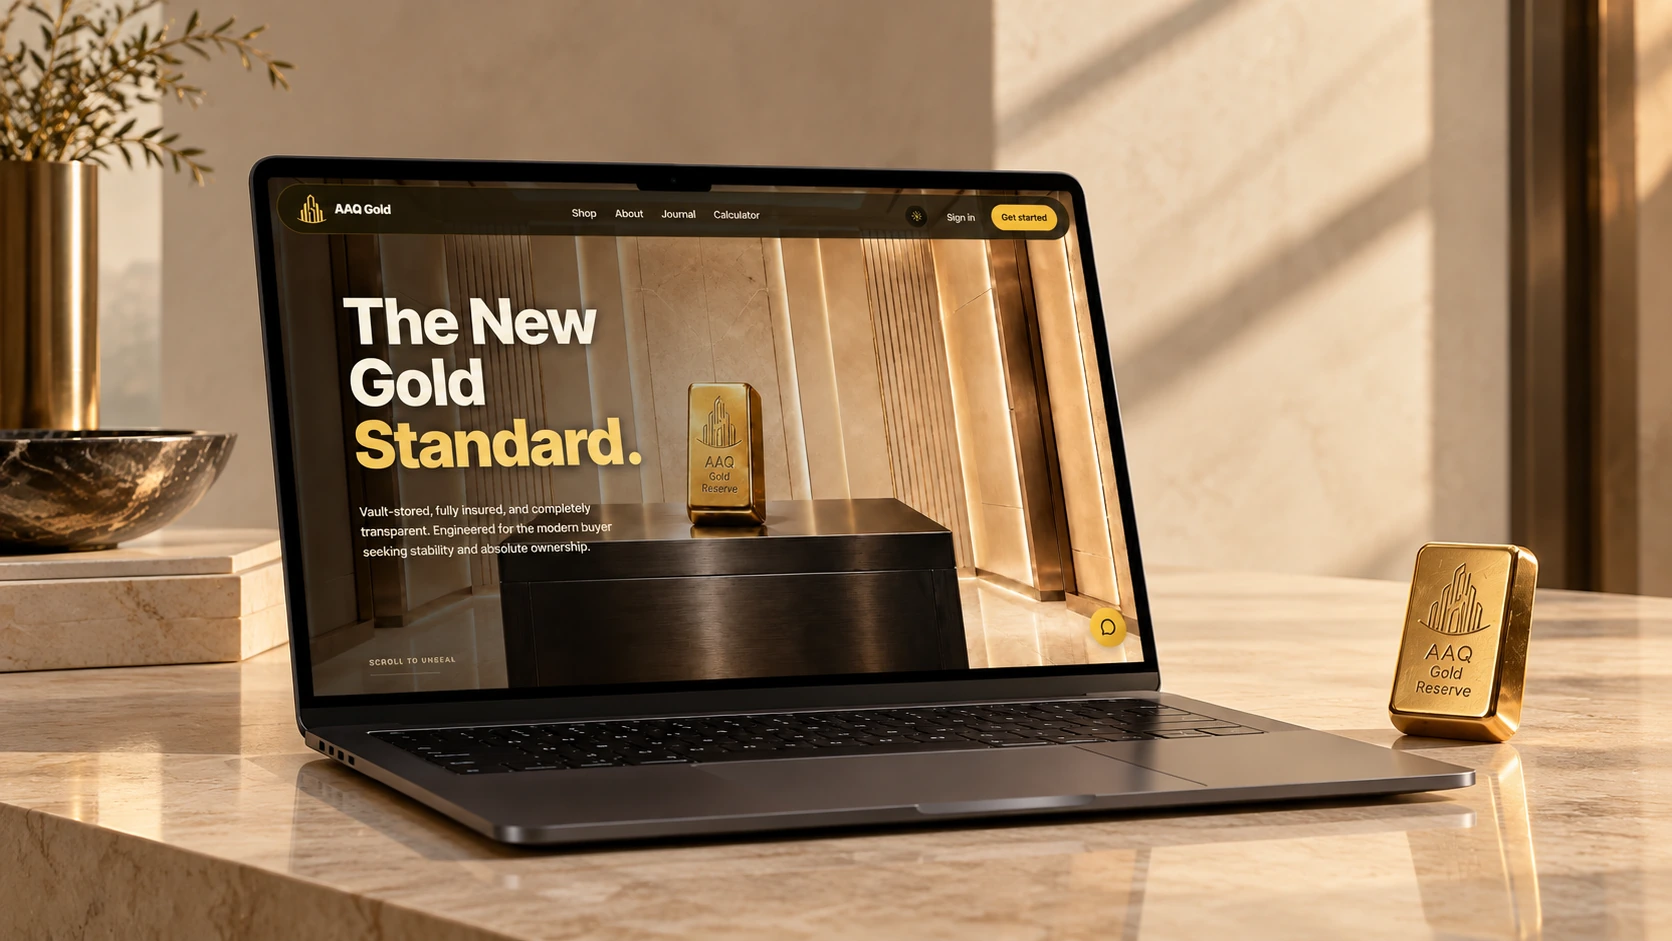 AAQ Gold
Shop
About
Journal
Calculator
Sign in
Get started
The New
Gold
Standard.
Vault-stored, fully insured, and completely
transparent. Engineered for the modern buyer
seeking stability and absolute ownership.
SCROLL TO UNSEAL
AAQ
Gold
Reserve
AAQ
Gold
Reserve